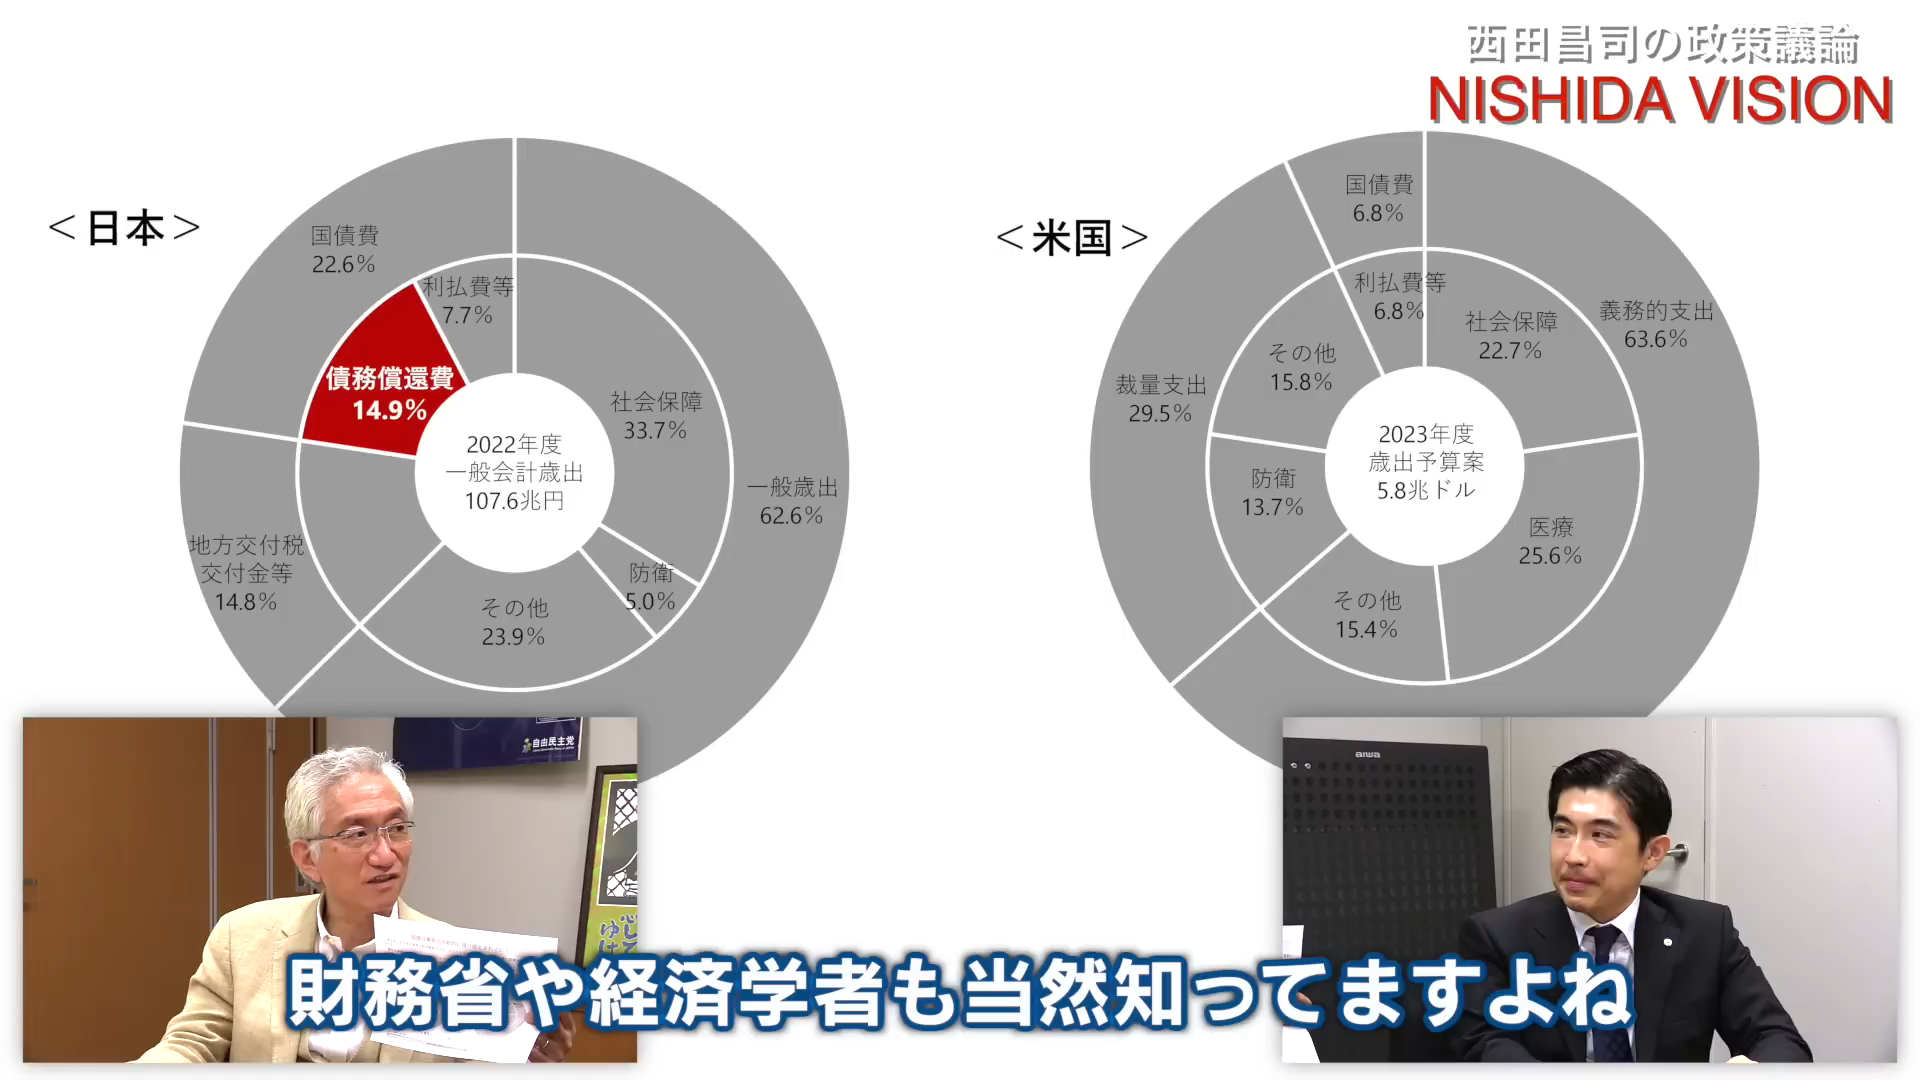 西田昌司の政策議論
NISHIDA VISION
＜日本＞
国債費
22.6%
利払費等
7.7%
債務償還費
14.9%
社会保障
33.7%
2022年度
一般会計歳出
107.6兆円
一般歳出
62.6%
地方交付税
交付金等
14.8%
防衛
5.0%
その他
23.9%
＜米国＞
国債費
6.8%
利払費等
6.8%
社会保障
22.7%
義務的支出
63.6%
その他
15.8%
裁量支出
29.5%
2023年度
歳出予算案
5.8兆ドル
防衛
13.7%
医療
25.6%
その他
15.4%
自由民主党
aiwa
財務省や経済学者も当然知ってますよね